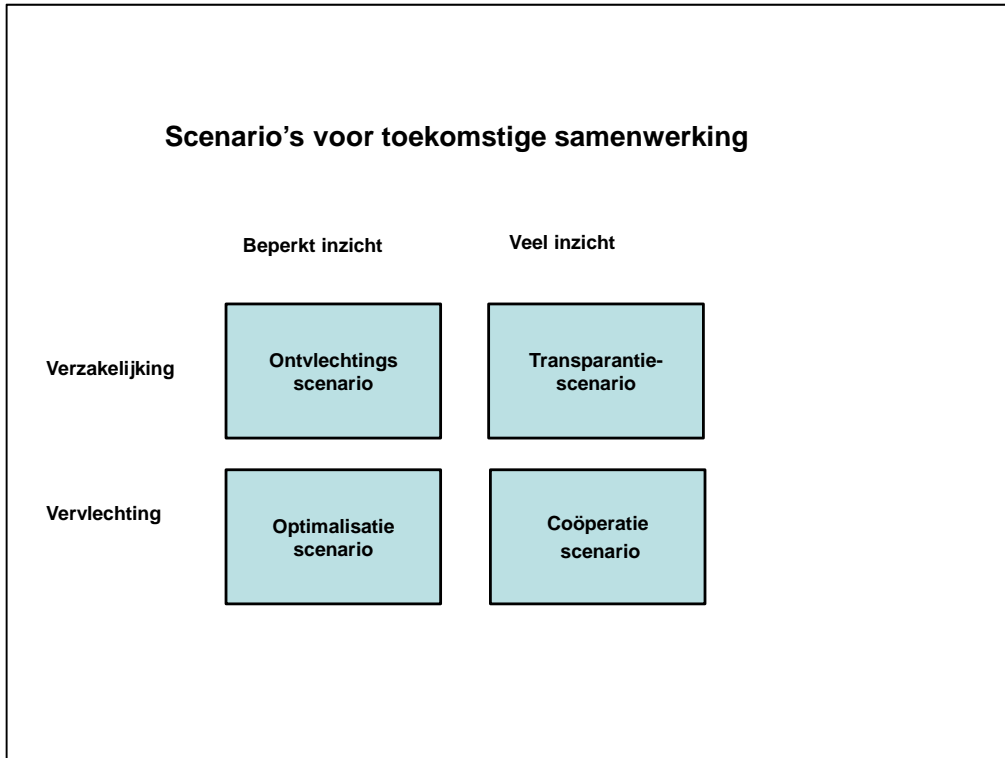 Scenario’s voor toekomstige samenwerking
Beperkt inzicht
Veel inzicht
Verzakelijking
Ontvlechtings
scenario
Transparantie-
scenario
Vervlechting
Optimalisatie
scenario
Coöperatie
scenario